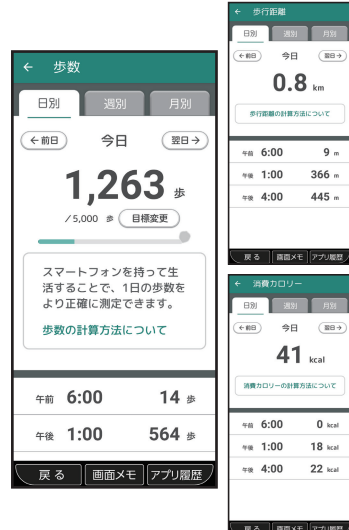 ← 歩数
日別 週別 月別
←前日 今日 翌日→
1,263 歩
/5,000 歩 目標変更
スマートフォンを持って生
活することで、1日の歩数を
より正確に測定できます。
歩数の計算方法について
午前 6:00 14 歩
午後 1:00 564 歩
戻る 画面メモ アプリ履歴
← 歩行距離
日別 週別 月別
←前日 今日 翌日→
0.8 km
歩行距離の計算方法について
午前 6:00 9 m
午後 1:00 366 m
午後 4:00 445 m
戻る 画面メモ アプリ履歴
← 消費カロリー
日別 週別 月別
←前日 今日 翌日→
41 kcal
消費カロリーの計算方法について
午前 6:00 0 kcal
午後 1:00 18 kcal
午後 4:00 22 kcal
戻る 画面メモ アプリ履歴